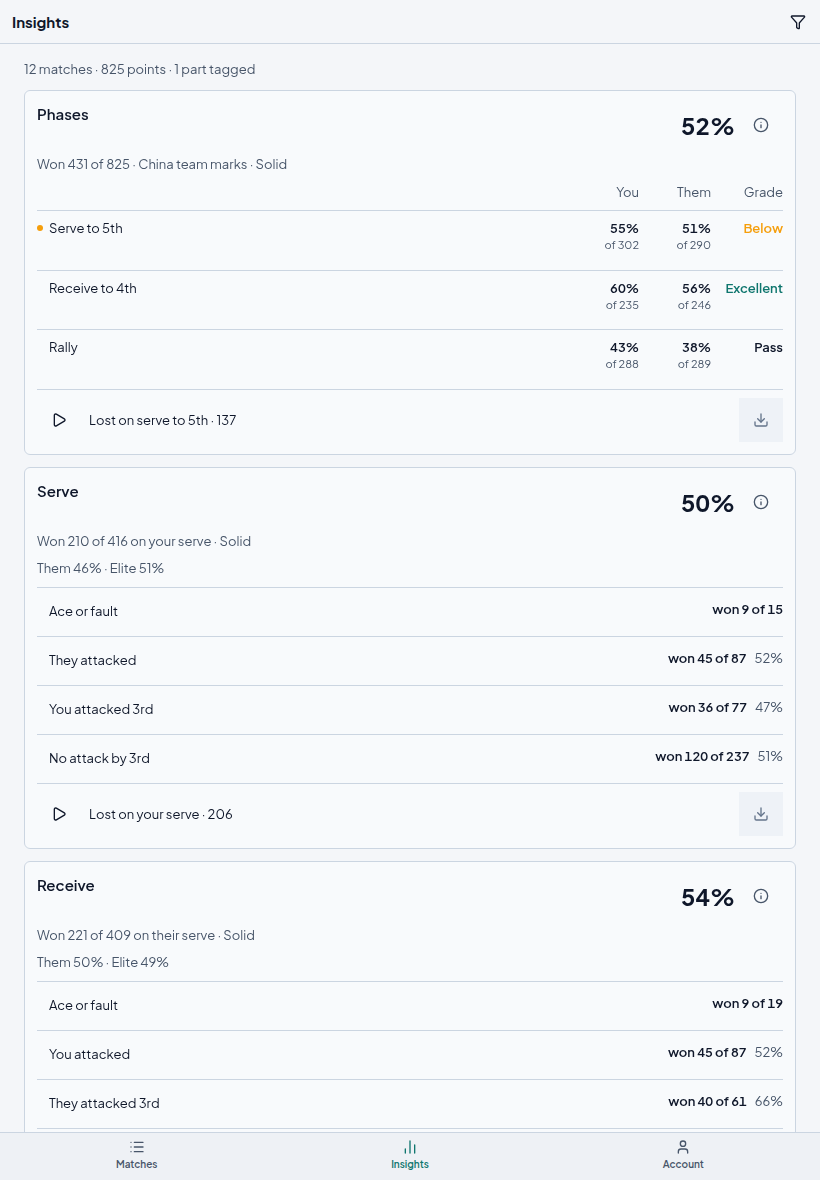 Insights
12 matches · 825 points · 1 part tagged
Phases
52%
Won 431 of 825 · China team marks · Solid
You Them Grade
Serve to 5th 55% 51% Below
of 302 of 290
Receive to 4th 60% 56% Excellent
of 235 of 246
Rally 43% 38% Pass
of 288 of 289
Lost on serve to 5th · 137
Serve
50%
Won 210 of 416 on your serve · Solid
Them 46% · Elite 51%
Ace or fault won 9 of 15
They attacked won 45 of 87 52%
You attacked 3rd won 36 of 77 47%
No attack by 3rd won 120 of 237 51%
Lost on your serve · 206
Receive
54%
Won 221 of 409 on their serve · Solid
Them 50% · Elite 49%
Ace or fault won 9 of 19
You attacked won 45 of 87 52%
They attacked 3rd won 40 of 61 66%
Matches Insights Account